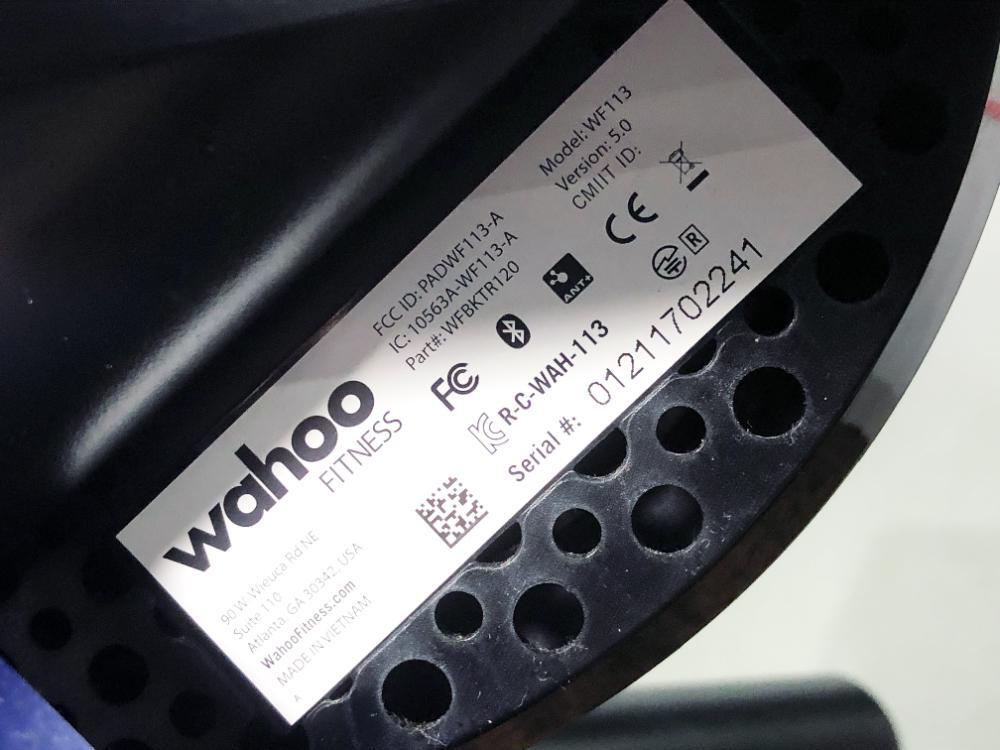 wahoo
FITNESS
90 W. Wieuca Rd NE
Suite 110
Atlanta, GA 30342, USA
WahooFitness.com
MADE IN VIETNAM
A
FCC ID: PADWF113-A
IC: 10563A-WF113-A
Part#: WFBKTR120
Model: WF113
Version: 5.0
CMIIT ID:
FC
ANT+
CE
R
R-C-WAH-113
Serial #: 01211702241